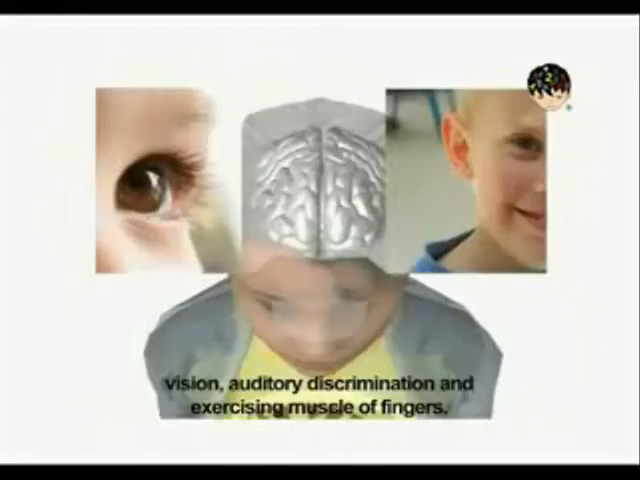 vision, auditory discrimination and
exercising muscle of fingers.